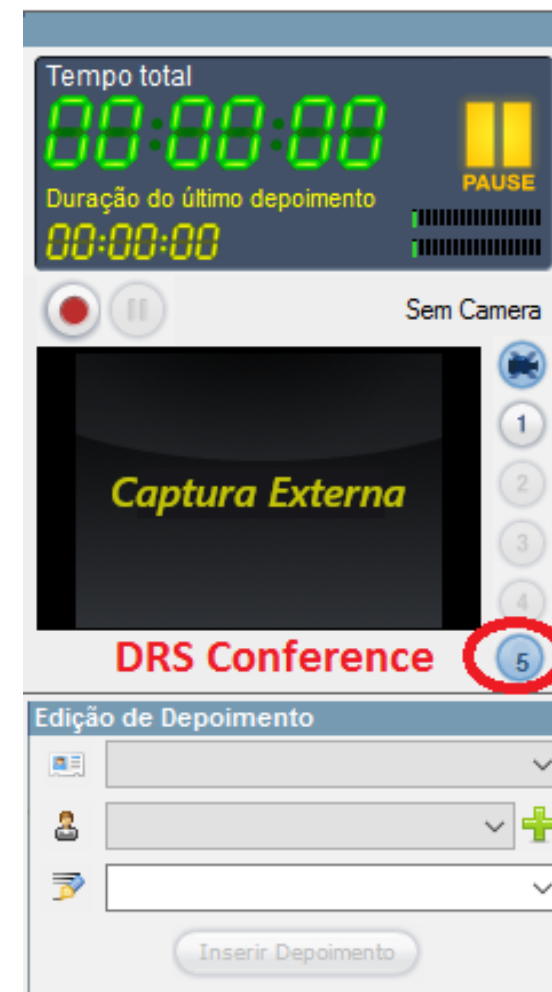 Tempo total
00:00:00
PAUSE
Duração do último depoimento
00:00:00
Sem Camera
1
2
Captura Externa
3
4
DRS Conference
5
Edição de Depoimento
Inserir Depoimento